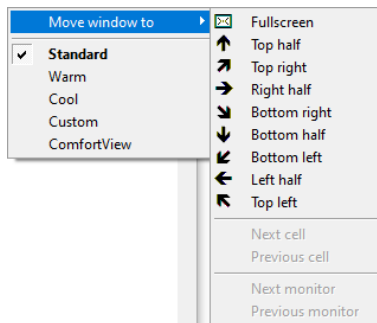 Move window to
Standard
Warm
Cool
Custom
ComfortView
Fullscreen
Top half
Top right
Right half
Bottom right
Bottom half
Bottom left
Left half
Top left
Next cell
Previous cell
Next monitor
Previous monitor